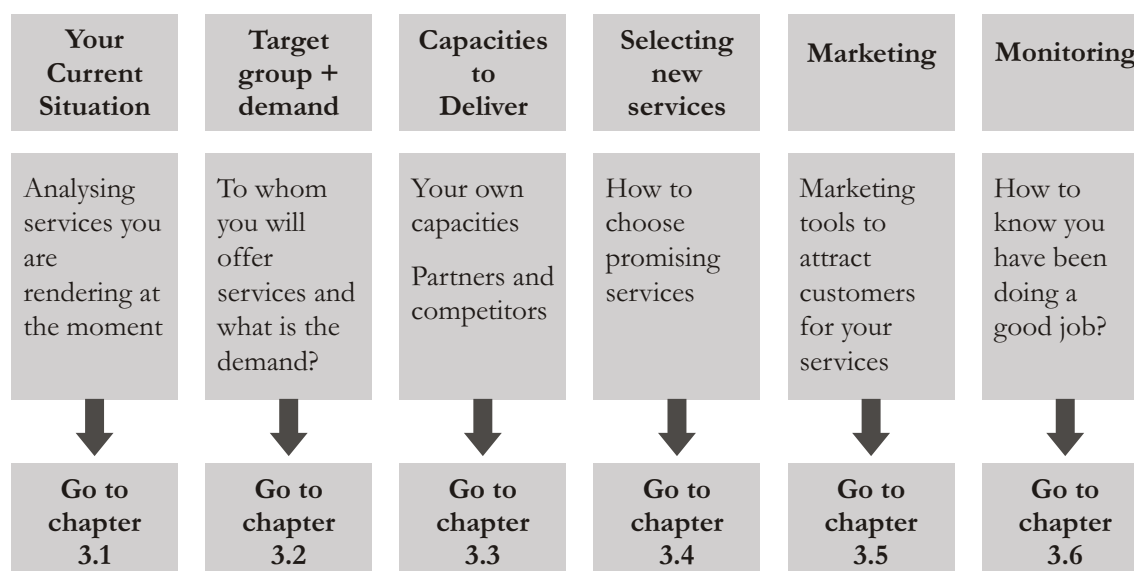 Your
Current
Situation
Target
group +
demand
Capacities
to
Deliver
Selecting
new
services
Marketing
Monitoring
Analysing
services you
are
rendering at
the moment
To whom
you will
offer
services and
what is the
demand?
Your own
capacities
Partners and
competitors
How to
choose
promising
services
Marketing
tools to
attract
customers
for your
services
How to
know you
have been
doing a
good job?
Go to
chapter
3.1
Go to
chapter
3.2
Go to
chapter
3.3
Go to
chapter
3.4
Go to
chapter
3.5
Go to
chapter
3.6